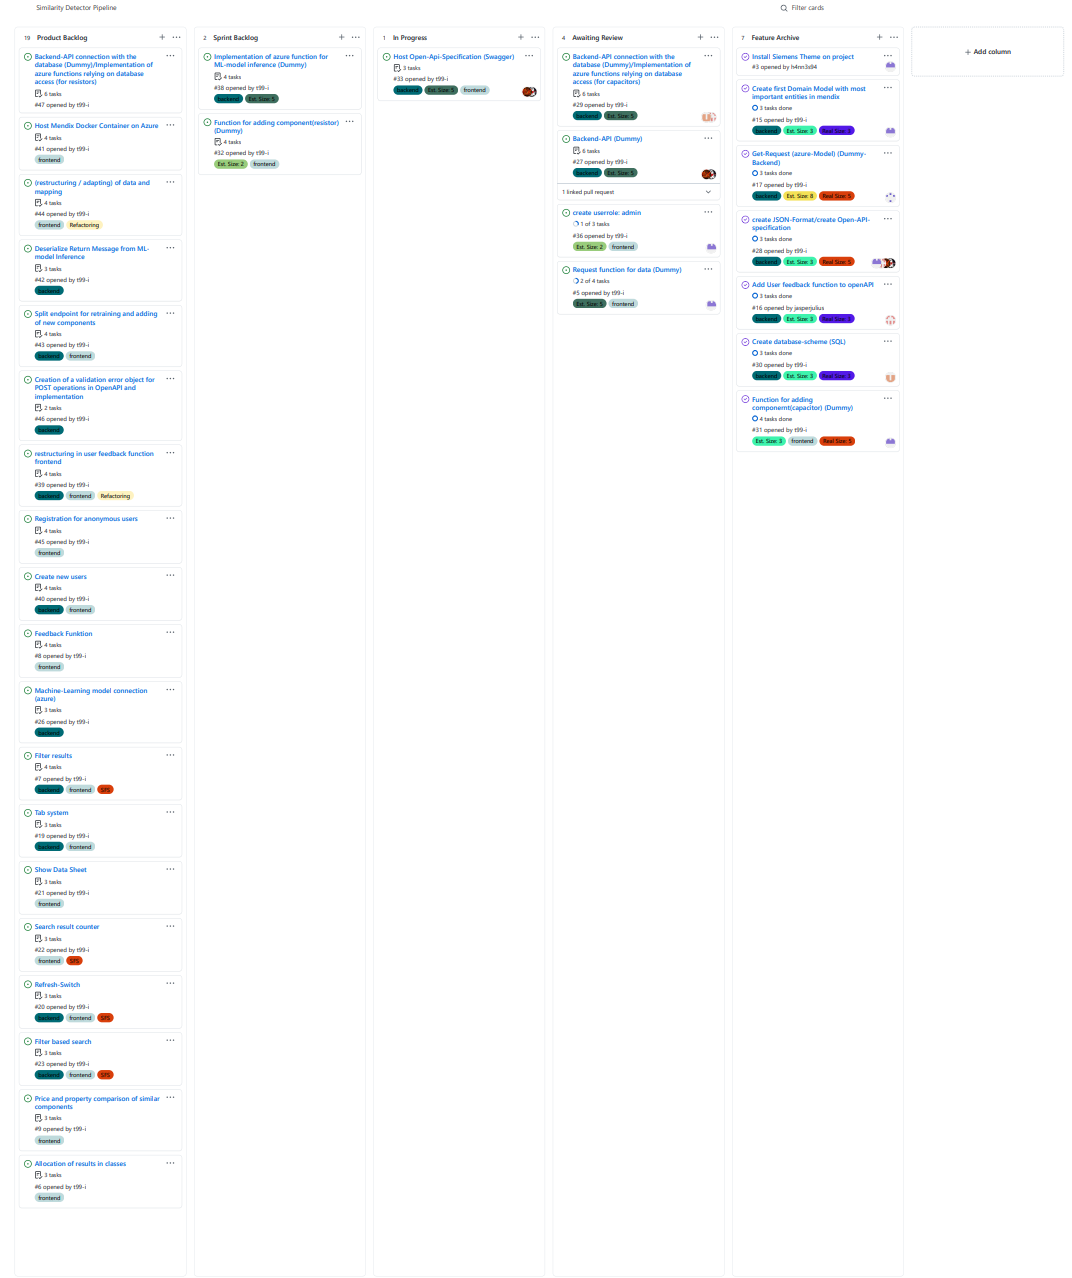 Similarity Detector Pipeline
Filter cards
19 Product Backlog
Backend-API connection with the
database (Dummy)/Implementation of
azure functions relying on database
access (for resistors)
6 tasks
#47 opened by t99-i
Host Mendix Docker Container on Azure
4 tasks
#41 opened by t99-i
frontend
(restructuring / adapting) of data and
mapping
4 tasks
#44 opened by t99-i
frontend Refactoring
Deserialize Return Message from ML-
model Inference
3 tasks
#42 opened by t99-i
backend
Split endpoint for retraining and adding
of new components
4 tasks
#43 opened by t99-i
backend frontend
Creation of a validation error object for
POST operations in OpenAPI and
implementation
2 tasks
#46 opened by t99-i
backend
restructuring in user feedback function
frontend
4 tasks
#39 opened by t99-i
backend frontend Refactoring
Registration for anonymous users
4 tasks
#45 opened by t99-i
frontend
Create new users
4 tasks
#40 opened by t99-i
backend frontend
Feedback Funktion
4 tasks
#8 opened by t99-i
frontend
Machine-Learning model connection
(azure)
3 tasks
#26 opened by t99-i
backend
Filter results
4 tasks
#7 opened by t99-i
backend frontend SFS
Tab system
3 tasks
#19 opened by t99-i
backend frontend
Show Data Sheet
3 tasks
#21 opened by t99-i
frontend
Search result counter
3 tasks
#22 opened by t99-i
frontend SFS
Refresh-Switch
3 tasks
#20 opened by t99-i
backend frontend SFS
Filter based search
3 tasks
#23 opened by t99-i
backend frontend SFS
Price and property comparison of similar
components
3 tasks
#9 opened by t99-i
frontend
Allocation of results in classes
3 tasks
#6 opened by t99-i
frontend
2 Sprint Backlog
Implementation of azure function for
ML-model inference (Dummy)
4 tasks
#38 opened by t99-i
backend Est. Size: 5
Function for adding component(resistor)
(Dummy)
4 tasks
#32 opened by t99-i
Est. Size: 2 frontend
1 In Progress
Host Open-Api-Specification (Swagger)
3 tasks
#33 opened by t99-i
backend Est. Size: 5 frontend
4 Awaiting Review
Backend-API connection with the
database (Dummy)/Implementation of
azure functions relying on database
access (for capacitors)
6 tasks
#29 opened by t99-i
backend Est. Size: 5
Backend-API (Dummy)
6 tasks
#27 opened by t99-i
backend Est. Size: 5
1 linked pull request
create userrole: admin
1 of 3 tasks
#36 opened by t99-i
Est. Size: 2 frontend
Request function for data (Dummy)
2 of 4 tasks
#5 opened by t99-i
Est. Size: 5 frontend
7 Feature Archive
Install Siemens Theme on project
#3 opened by h4nn3s94
Create first Domain Model with most
important entities in mendix
3 tasks done
#15 opened by t99-i
backend Est. Size: 3 Real Size: 3
Get-Request (azure-Model) (Dummy-
Backend)
3 tasks done
#17 opened by t99-i
backend Est. Size: 8 Real Size: 5
create JSON-Format/create Open-API-
specification
3 tasks done
#28 opened by t99-i
backend Est. Size: 3 Real Size: 5
Add User feedback function to openAPI
3 tasks done
#16 opened by jasperjulius
backend Est. Size: 3 Real Size: 3
Create database-scheme (SQL)
3 tasks done
#30 opened by t99-i
backend Est. Size: 3 Real Size: 3
Function for adding
component(capacitor) (Dummy)
4 tasks done
#31 opened by t99-i
Est. Size: 3 frontend Real Size: 5
Add column